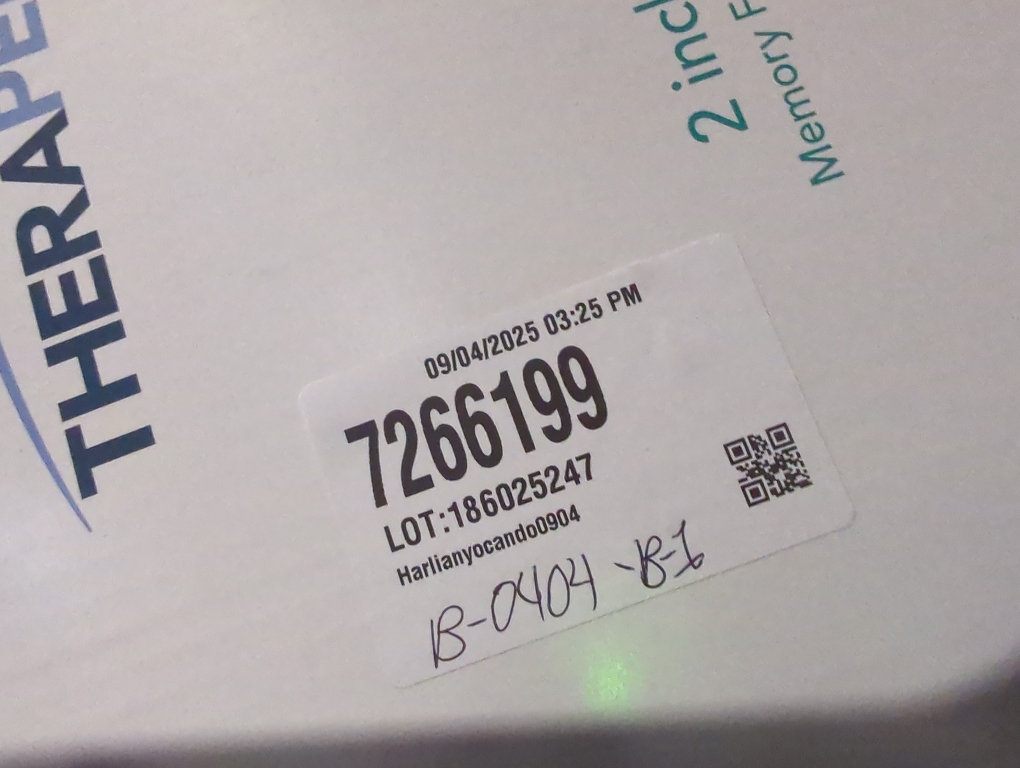 THERAPE
2 incl
Memory F
09/04/2025 03:25 PM
7266199
LOT:186025247
Harlianyocando0904
B-0404-B-1